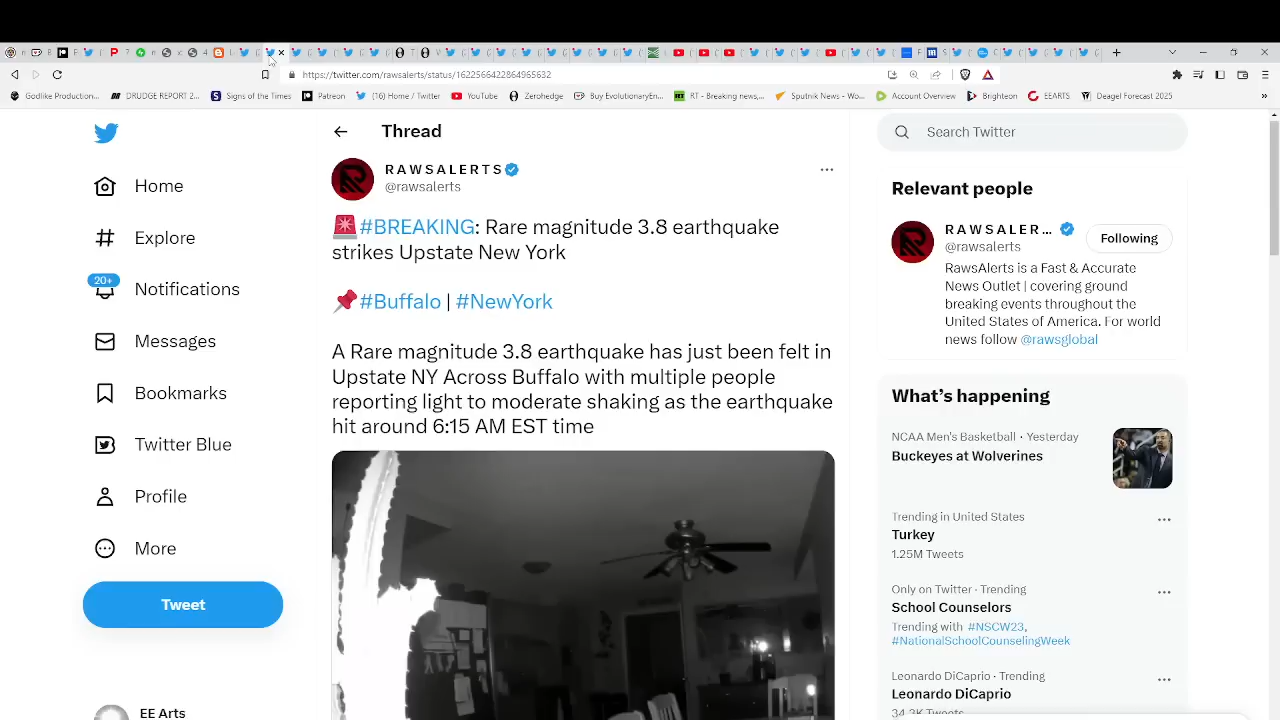 https://twitter.com/rawsalerts/status/1622566422864965632
Godlike Production...
DRUDGE REPORT 2...
Signs of the Times
Patreon
(16) Home / Twitter
YouTube
Zerohedge
Buy EvolutionaryEn...
RT - Breaking news,...
Sputnik News - Wo...
Account Overview
Brighteon
EEARTS
Deagel Forecast 2025
»
Home
Explore
20+
Notifications
Messages
Bookmarks
Twitter Blue
Profile
More
Tweet
EE Arts
Thread
RAWSALERTS
@rawsalerts
🚨#BREAKING: Rare magnitude 3.8 earthquake
strikes Upstate New York
📌#Buffalo | #NewYork
A Rare magnitude 3.8 earthquake has just been felt in
Upstate NY Across Buffalo with multiple people
reporting light to moderate shaking as the earthquake
hit around 6:15 AM EST time
Search Twitter
Relevant people
RAWSALER...
@rawsalerts
Following
RawsAlerts is a Fast & Accurate
News Outlet | covering ground
breaking events throughout the
United States of America. For world
news follow @rawsglobal
What's happening
NCAA Men's Basketball · Yesterday
Buckeyes at Wolverines
Trending in United States
Turkey
1.25M Tweets
Only on Twitter · Trending
School Counselors
Trending with #NSCW23,
#NationalSchoolCounselingWeek
Leonardo DiCaprio · Trending
Leonardo DiCaprio
34.3K Tweets